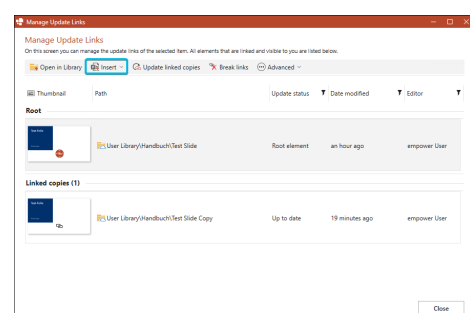 Manage Update Links
Manage Update Links
On this screen you can manage the update links of the selected item. All elements that are linked and visible to you are listed below.
Open in Library Insert Update linked copies Break links Advanced
Thumbnail Path Update status Date modified Editor
Root
User Library\Handbuch\Test Slide Root element an hour ago empower User
Linked copies (1)
User Library\Handbuch\Test Slide Copy Up to date 19 minutes ago empower User
Close